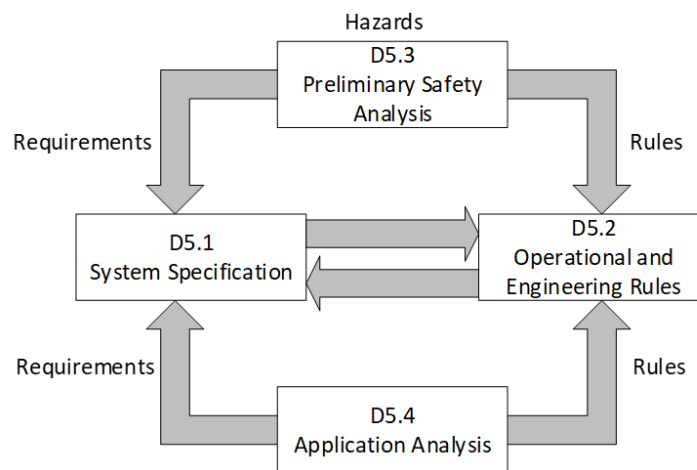 Hazards
D5.3
Preliminary Safety
Analysis
Requirements
Rules
D5.1
System Specification
D5.2
Operational and
Engineering Rules
Requirements
Rules
D5.4
Application Analysis